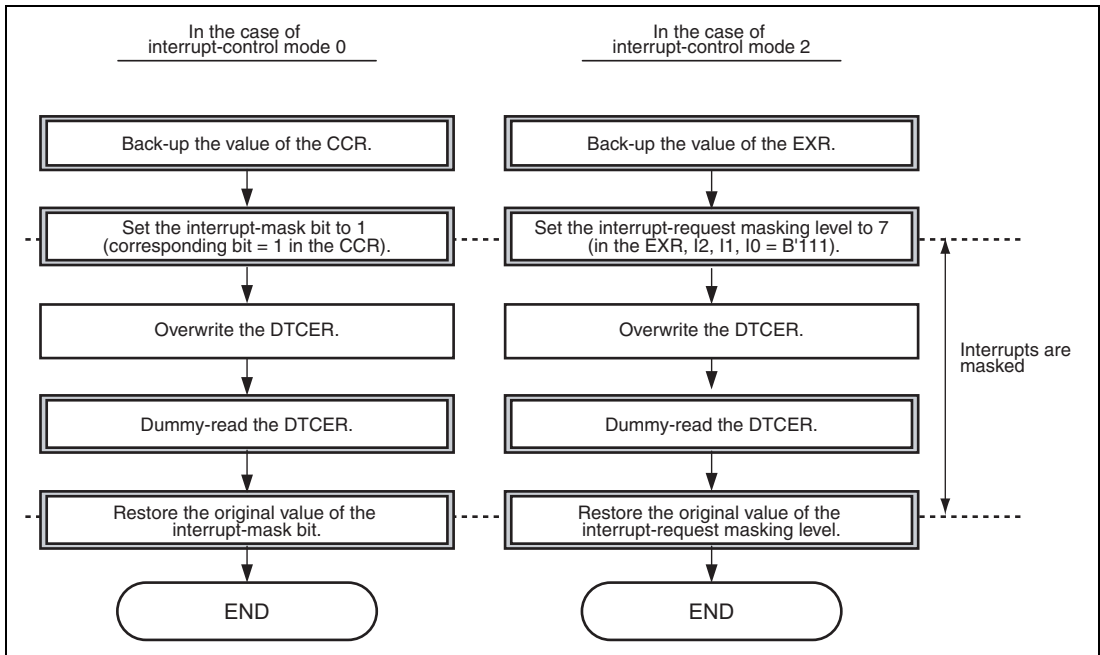 In the case of
interrupt-control mode 0
Back-up the value of the CCR.
Set the interrupt-mask bit to 1
(corresponding bit = 1 in the CCR).
Overwrite the DTCER.
Dummy-read the DTCER.
Restore the original value of the
interrupt-mask bit.
END
In the case of
interrupt-control mode 2
Back-up the value of the EXR.
Set the interrupt-request masking level to 7
(in the EXR, I2, I1, I0 = B'111).
Overwrite the DTCER.
Dummy-read the DTCER.
Restore the original value of the
interrupt-request masking level.
END
Interrupts are
masked